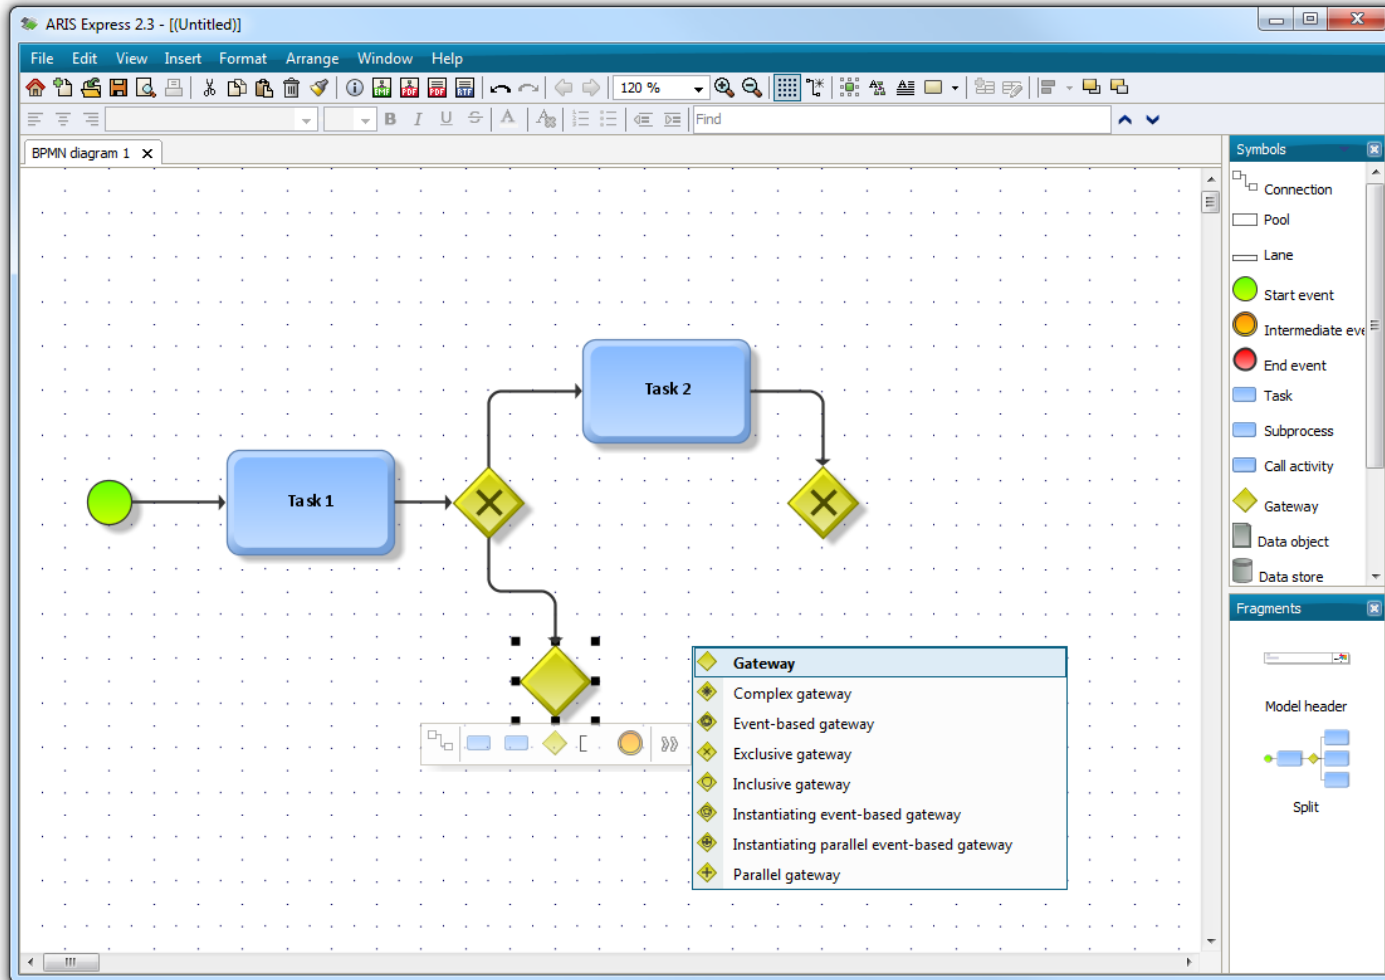 ARIS Express 2.3 - [(Untitled)]
File Edit View Insert Format Arrange Window Help
120 %
B I U S A
Find
BPMN diagram 1
Symbols
Connection
Pool
Lane
Start event
Intermediate eve
End event
Task
Subprocess
Call activity
Gateway
Data object
Data store
Task 2
Task 1
Gateway
Complex gateway
Event-based gateway
Exclusive gateway
Inclusive gateway
Instantiating event-based gateway
Instantiating parallel event-based gateway
Parallel gateway
Fragments
Model header
Split